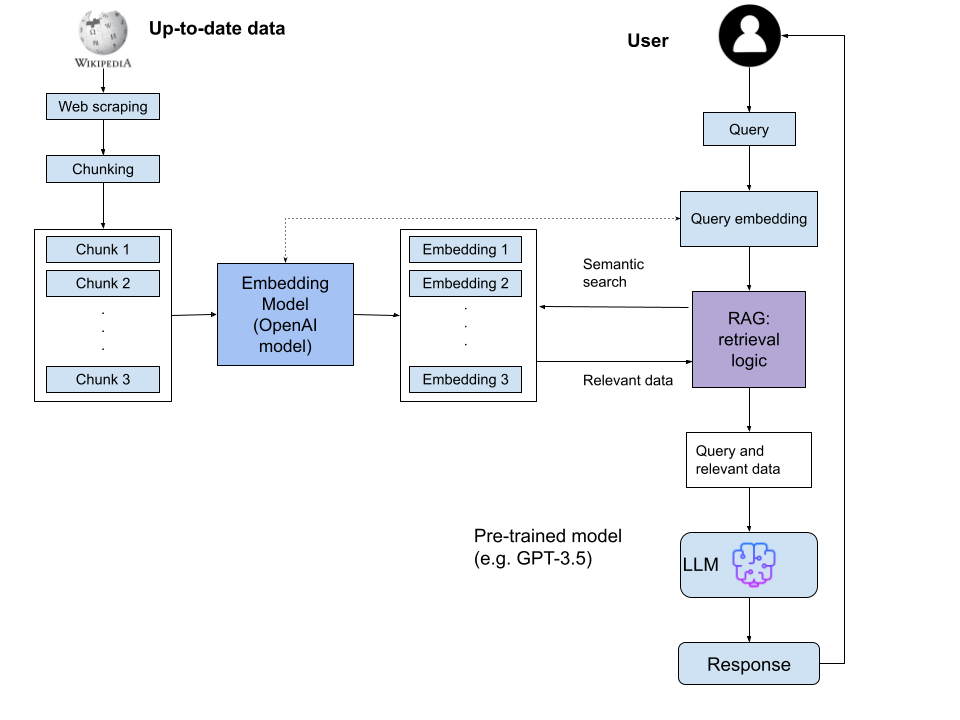 Up-to-date data
WIKIPEDIA
Web scraping
Chunking
Chunk 1
Chunk 2
.
.
.
Chunk 3
Embedding
Model
(OpenAI
model)
Embedding 1
Embedding 2
.
.
.
Embedding 3
User
Query
Query embedding
Semantic
search
RAG:
retrieval
logic
Relevant data
Query and
relevant data
Pre-trained model
(e.g. GPT-3.5)
LLM
Response